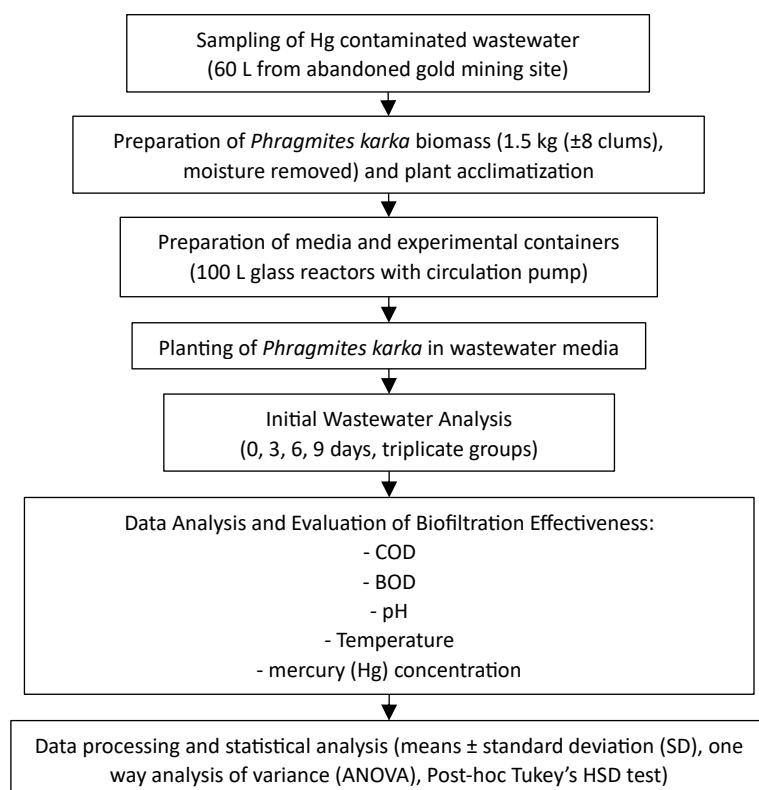 Sampling of Hg contaminated wastewater
(60 L from abandoned gold mining site)
Preparation of Phragmites karka biomass (1.5 kg (±8 clums),
moisture removed) and plant acclimatization
Preparation of media and experimental containers
(100 L glass reactors with circulation pump)
Planting of Phragmites karka in wastewater media
Initial Wastewater Analysis
(0, 3, 6, 9 days, triplicate groups)
Data Analysis and Evaluation of Biofiltration Effectiveness:
- COD
- BOD
- pH
- Temperature
- mercury (Hg) concentration
Data processing and statistical analysis (means ± standard deviation (SD), one
way analysis of variance (ANOVA), Post-hoc Tukey’s HSD test)